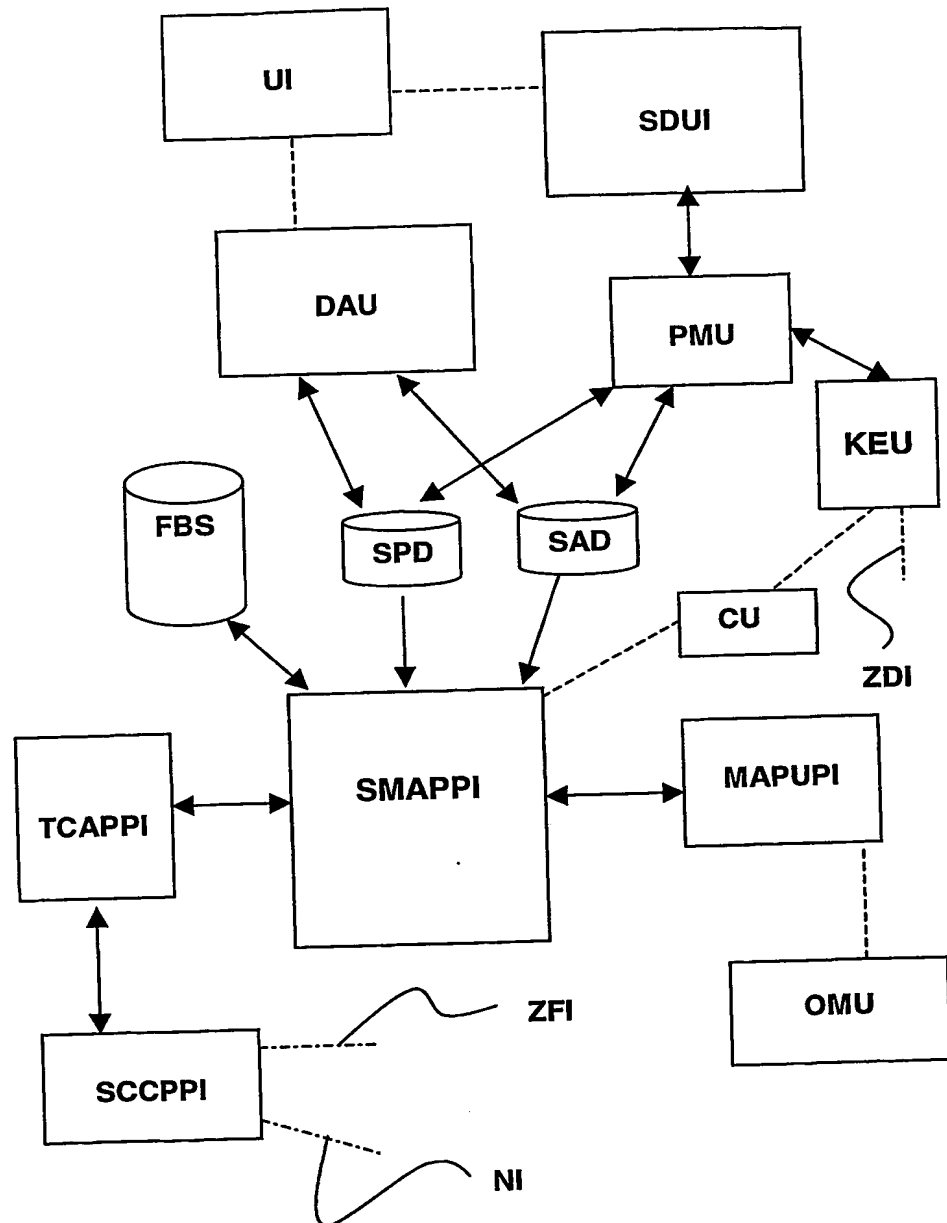 UI
SDUI
DAU
PMU
KEU
FBS
SPD
SAD
CU
ZDI
SMAPPI
MAPUPI
TCAPPI
OMU
ZFI
SCCPPI
NI